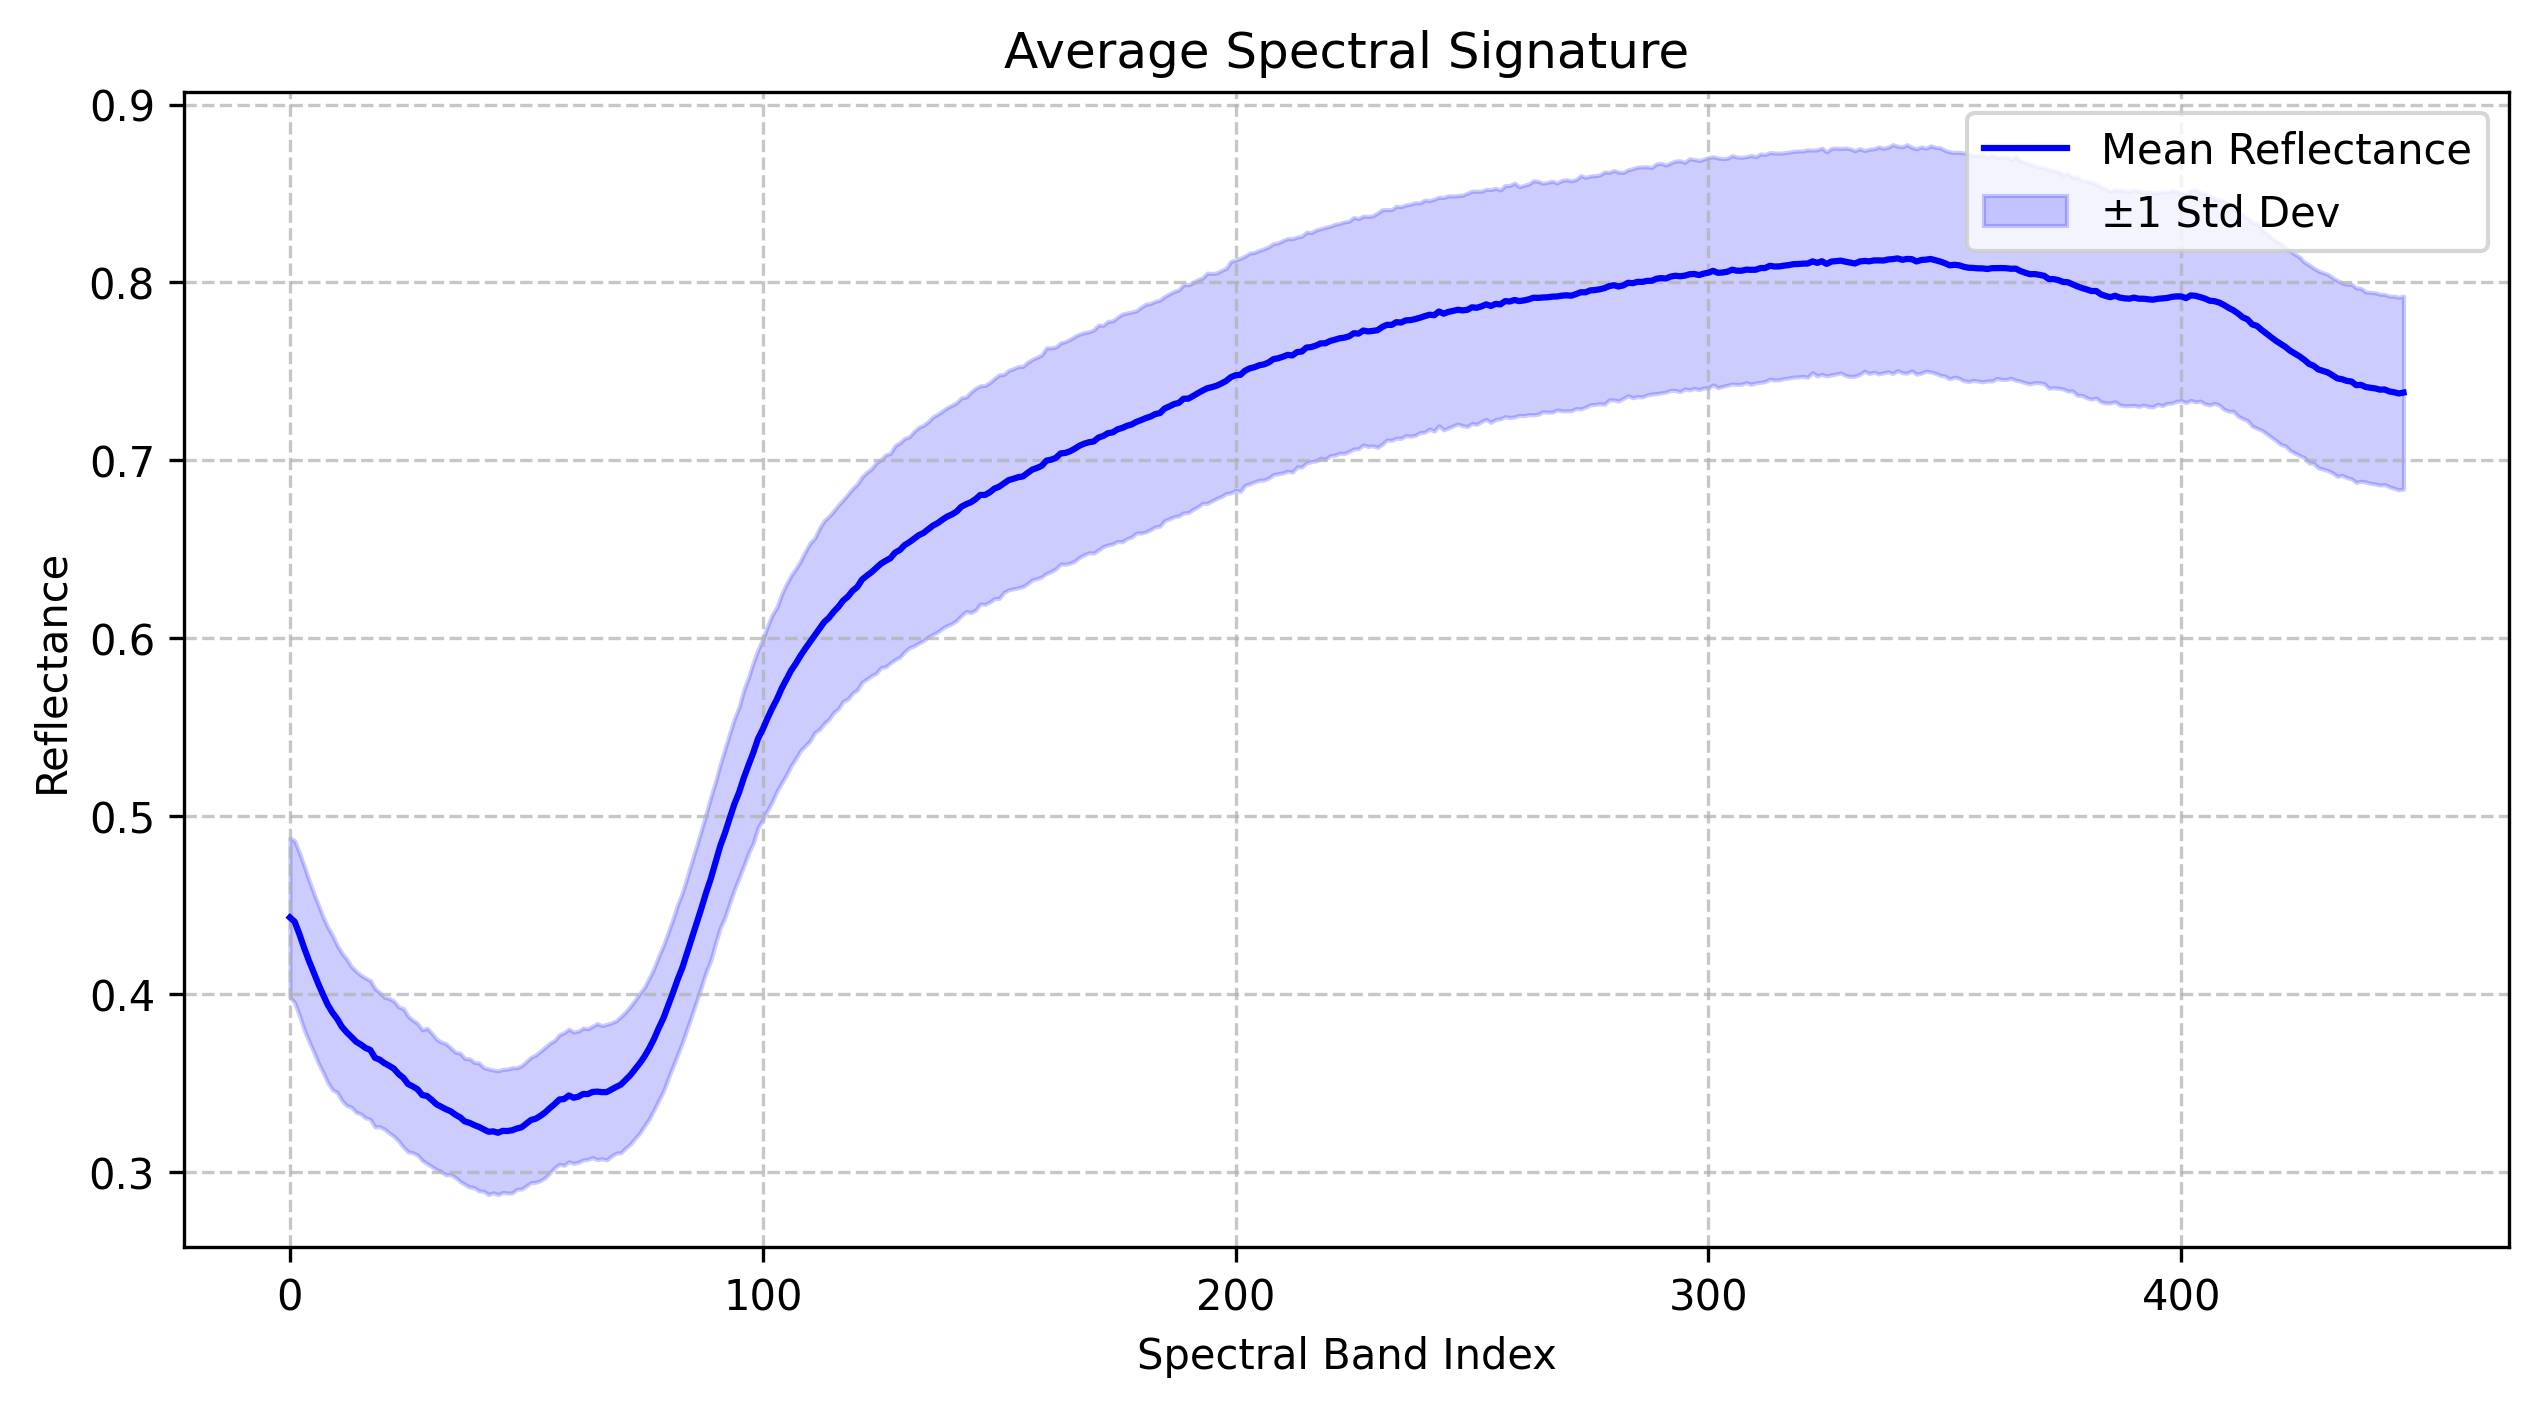 Average Spectral Signature
Mean Reflectance
±1 Std Dev
Reflectance
0.9
0.8
0.7
0.6
0.5
0.4
0.3
0 100 200 300 400
Spectral Band Index